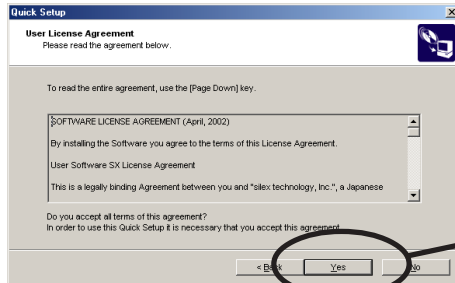 Quick Setup
User License Agreement
Please read the agreement below.
To read the entire agreement, use the [Page Down] key.
SOFTWARE LICENSE AGREEMENT (April, 2002)
By installing the Software you agree to the terms of this License Agreement.
User Software SX License Agreement
This is a legally binding Agreement between you and "silex technology, Inc.", a Japanese
Do you accept all terms of this agreement?
In order to use this Quick Setup it is necessary that you accept this agreement.
< Back Yes No